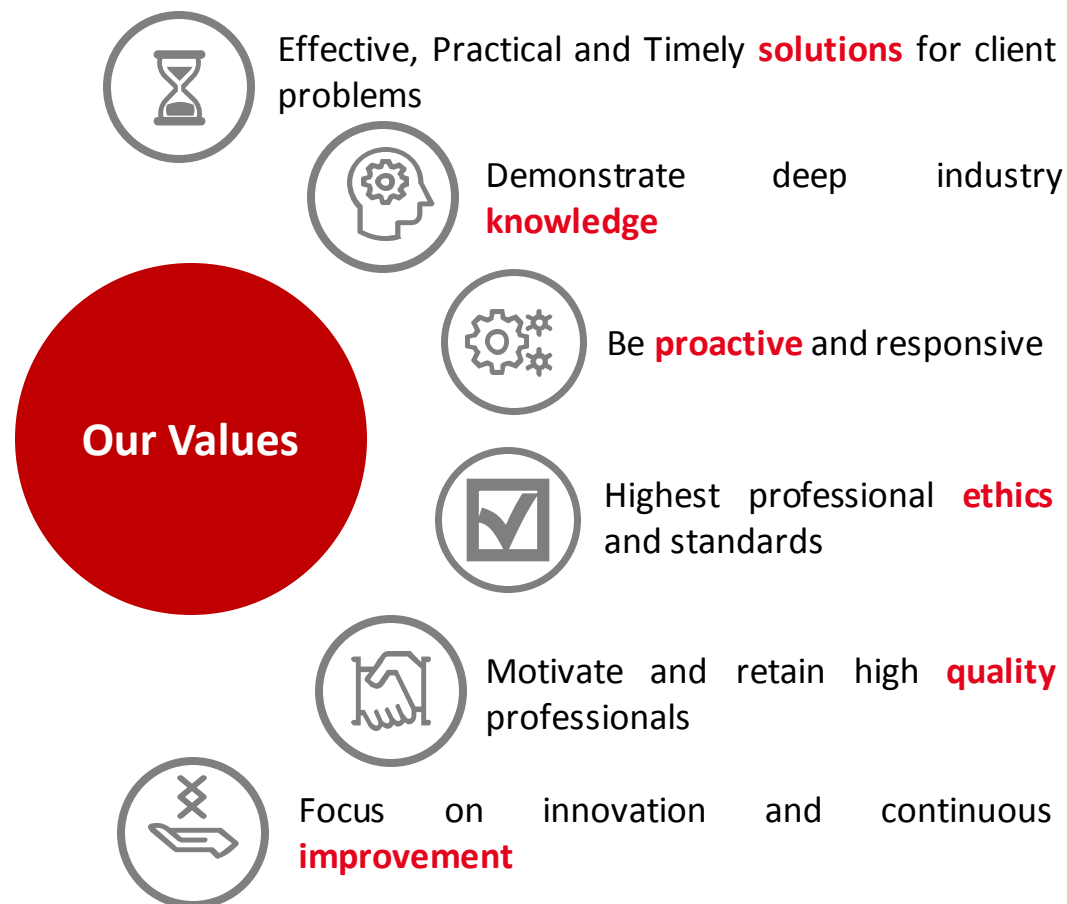 Effective, Practical and Timely solutions for client
problems
Demonstrate deep industry
knowledge
Be proactive and responsive
Our Values
Highest professional ethics
and standards
Motivate and retain high quality
professionals
Focus on innovation and continuous
improvement